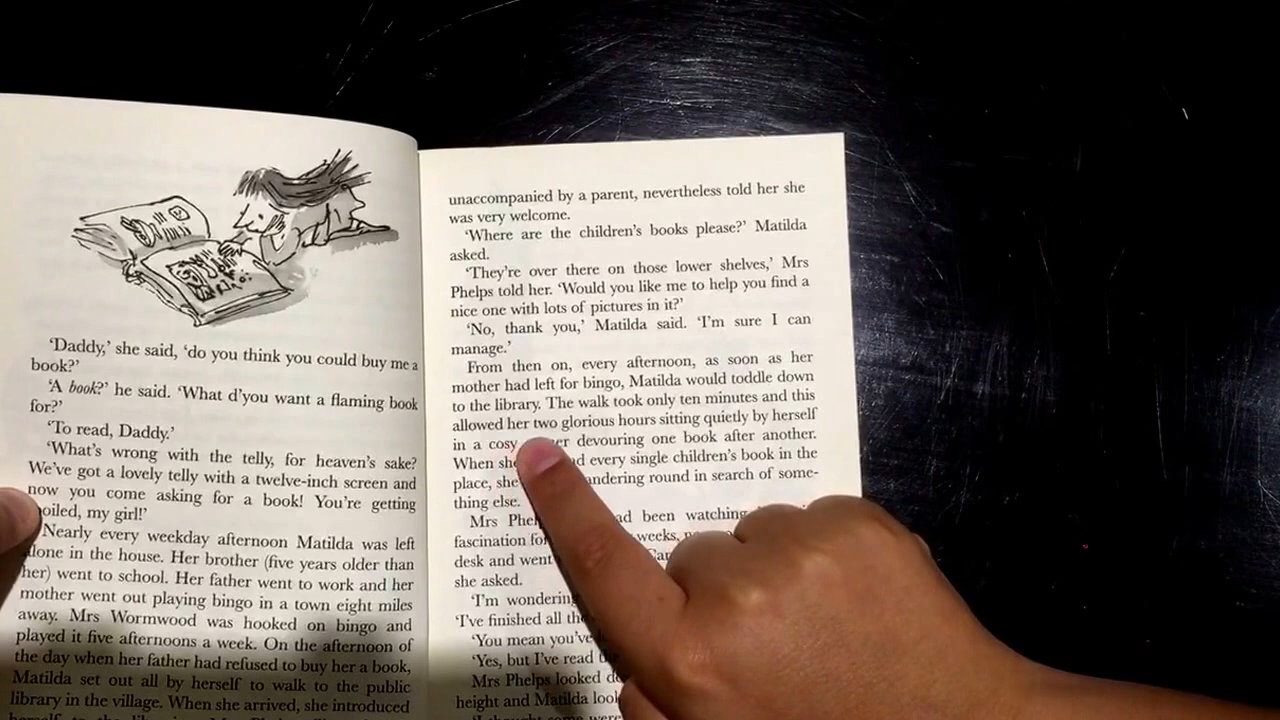 ‘Daddy,’ she said, ‘do you think you could buy me a
book?’
‘A book?’ he said. ‘What d’you want a flaming book
for?’
‘To read, Daddy.’
‘What’s wrong with the telly, for heaven’s sake?
We’ve got a lovely telly with a twelve-inch screen and
now you come asking for a book! You’re getting
poiled, my girl!’
Nearly every weekday afternoon Matilda was left
alone in the house. Her brother (five years older than
her) went to school. Her father went to work and her
mother went out playing bingo in a town eight miles
away. Mrs Wormwood was hooked on bingo and
played it five afternoons a week. On the afternoon of
the day when her father had refused to buy her a book,
Matilda set out all by herself to walk to the public
library in the village. When she arrived, she introduced
unaccompanied by a parent, nevertheless told her she
was very welcome.
‘Where are the children’s books please?’ Matilda
asked.
‘They’re over there on those lower shelves,’ Mrs
Phelps told her. ‘Would you like me to help you find a
nice one with lots of pictures in it?’
‘No, thank you,’ Matilda said. ‘I’m sure I can
manage.’
From then on, every afternoon, as soon as her
mother had left for bingo, Matilda would toddle down
to the library. The walk took only ten minutes and this
allowed her two glorious hours sitting quietly by herself
in a cosy devouring one book after another.
When she every single children’s book in the
place, she wandering round in search of some-
thing else.
Mrs had been watching
fascination for weeks,
desk and went
she asked.
‘I’m wondering
‘I’ve finished all
‘You mean you’ve
‘Yes, but I’ve read
Mrs Phelps looked
height and Matilda